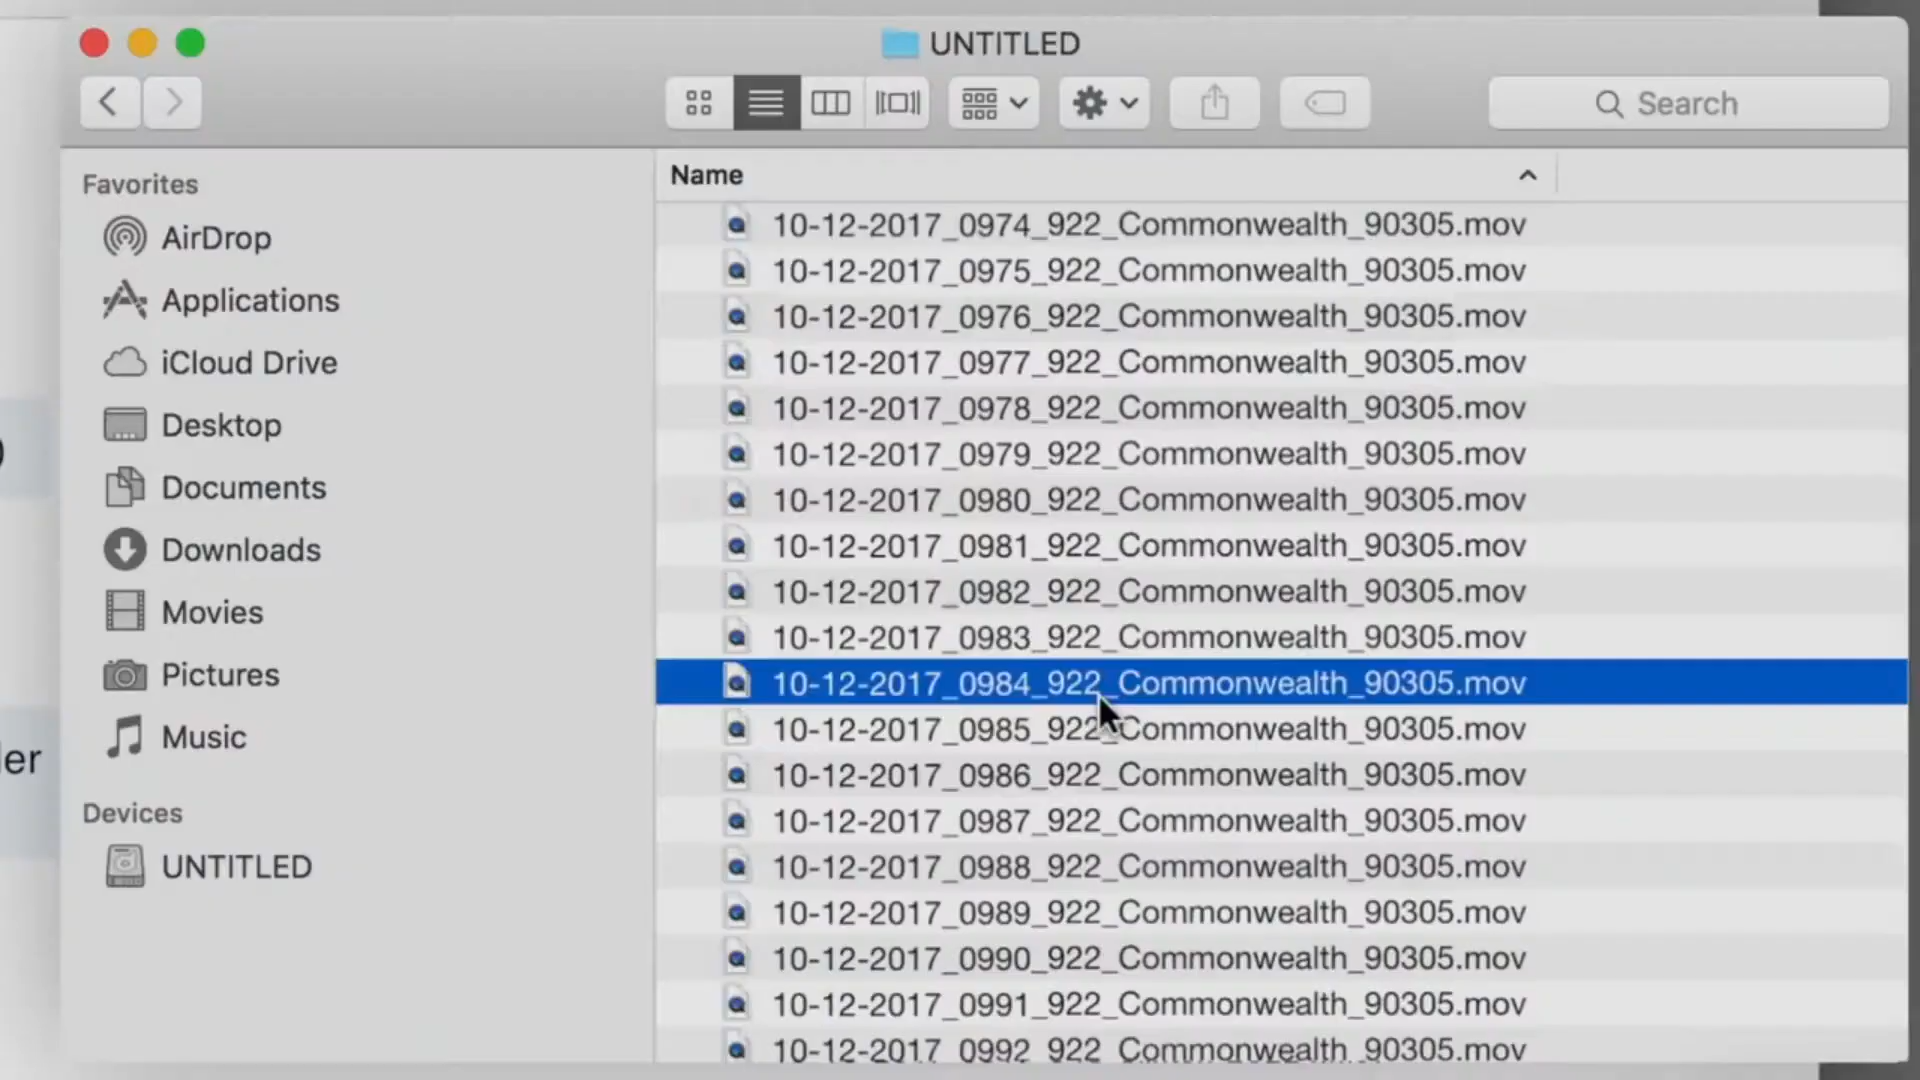 UNTITLED
Search
Favorites
AirDrop
Applications
iCloud Drive
Desktop
Documents
Downloads
Movies
Pictures
Music
Devices
UNTITLED
ler
Name
10-12-2017_0974_922_Commonwealth_90305.mov
10-12-2017_0975_922_Commonwealth_90305.mov
10-12-2017_0976_922_Commonwealth_90305.mov
10-12-2017_0977_922_Commonwealth_90305.mov
10-12-2017_0978_922_Commonwealth_90305.mov
10-12-2017_0979_922_Commonwealth_90305.mov
10-12-2017_0980_922_Commonwealth_90305.mov
10-12-2017_0981_922_Commonwealth_90305.mov
10-12-2017_0982_922_Commonwealth_90305.mov
10-12-2017_0983_922_Commonwealth_90305.mov
10-12-2017_0984_922_Commonwealth_90305.mov
10-12-2017_0985_922_Commonwealth_90305.mov
10-12-2017_0986_922_Commonwealth_90305.mov
10-12-2017_0987_922_Commonwealth_90305.mov
10-12-2017_0988_922_Commonwealth_90305.mov
10-12-2017_0989_922_Commonwealth_90305.mov
10-12-2017_0990_922_Commonwealth_90305.mov
10-12-2017_0991_922_Commonwealth_90305.mov
10-12-2017_0992_922_Commonwealth_90305.mov